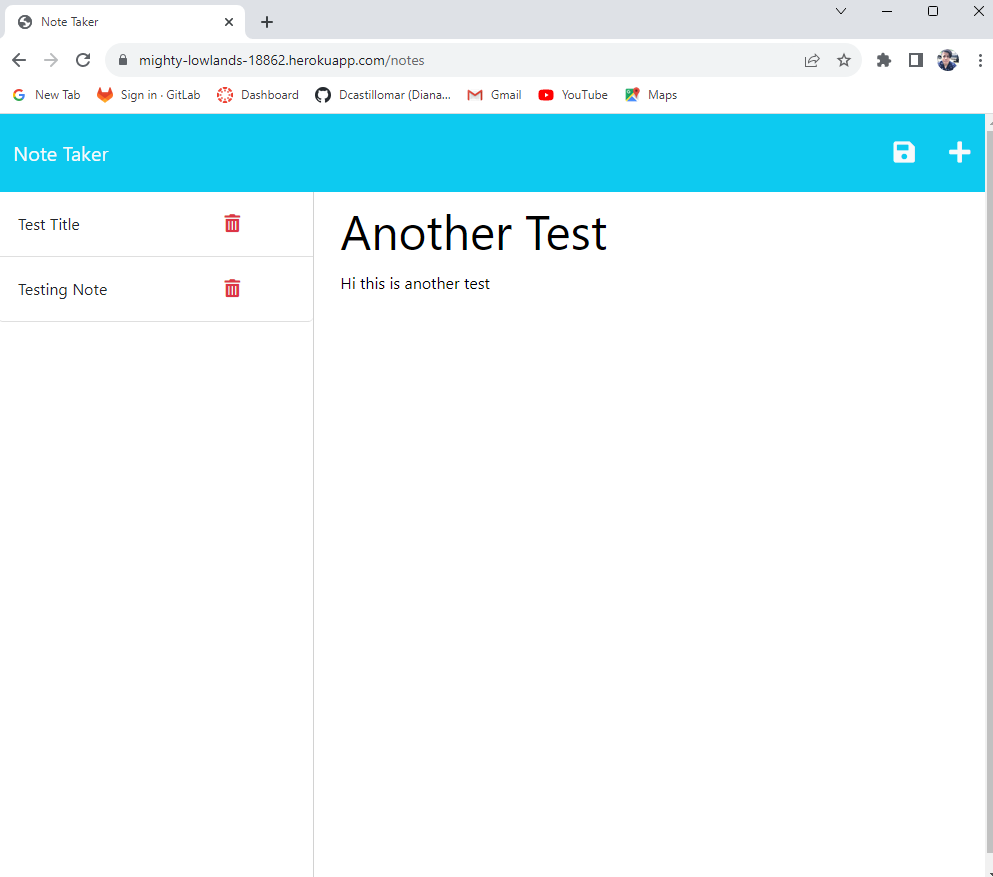 Note Taker
mighty-lowlands-18862.herokuapp.com/notes
New Tab Sign in · GitLab Dashboard Dcastillomar (Diana... Gmail YouTube Maps
Note Taker
Test Title
Testing Note
Another Test
Hi this is another test